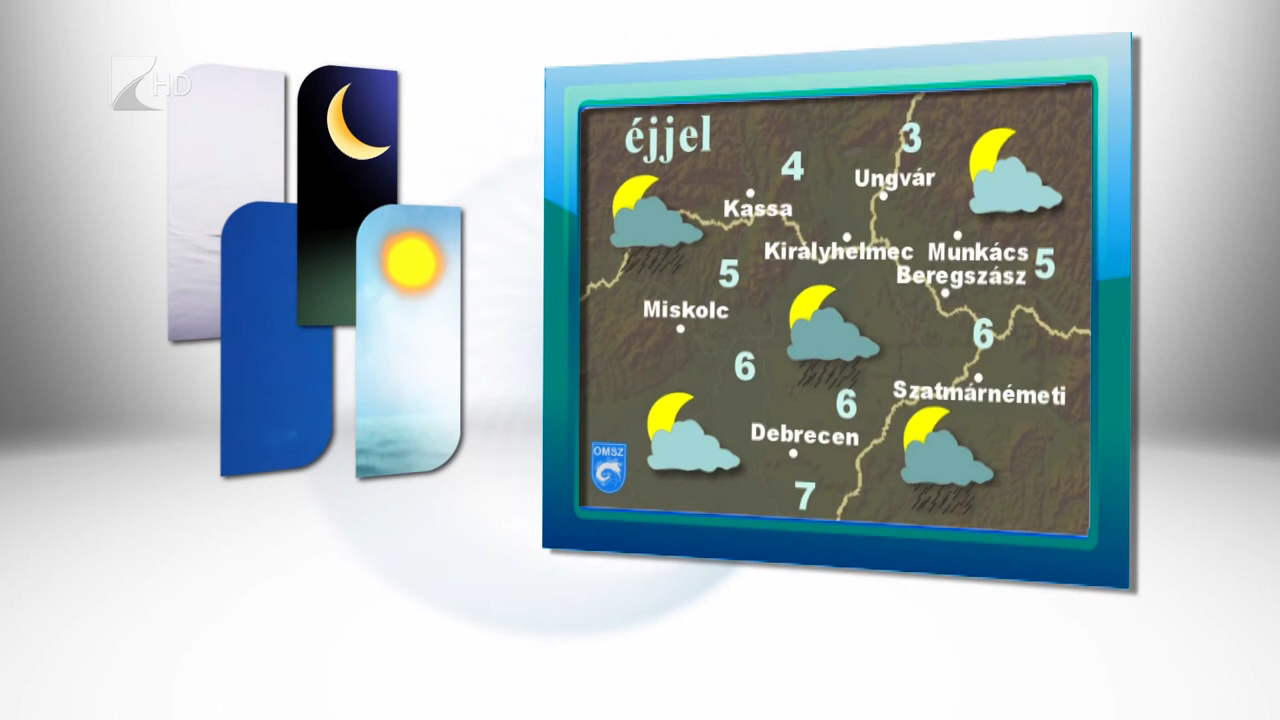 HD
éjjel
3
4
Ungvár
Kassa
Királyhelmec
Munkács
5
Beregszász
5
Miskolc
6
6
Szatmárnémeti
6
Debrecen
OMSZ
7